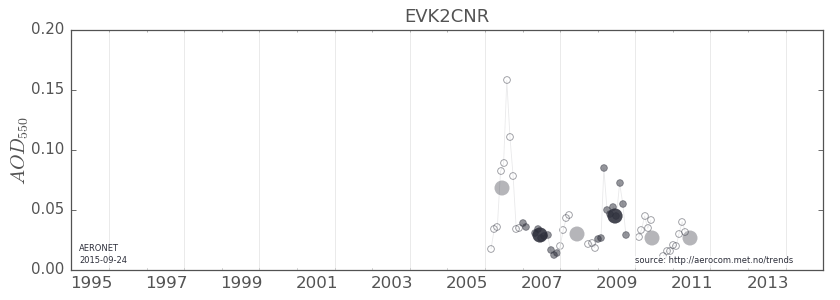 EVK2CNR
0.20
0.15
0.10
0.05
0.00
AOD550
AERONET
2015-09-24
source: http://aerocom.met.no/trends
1995 1997 1999 2001 2003 2005 2007 2009 2011 2013